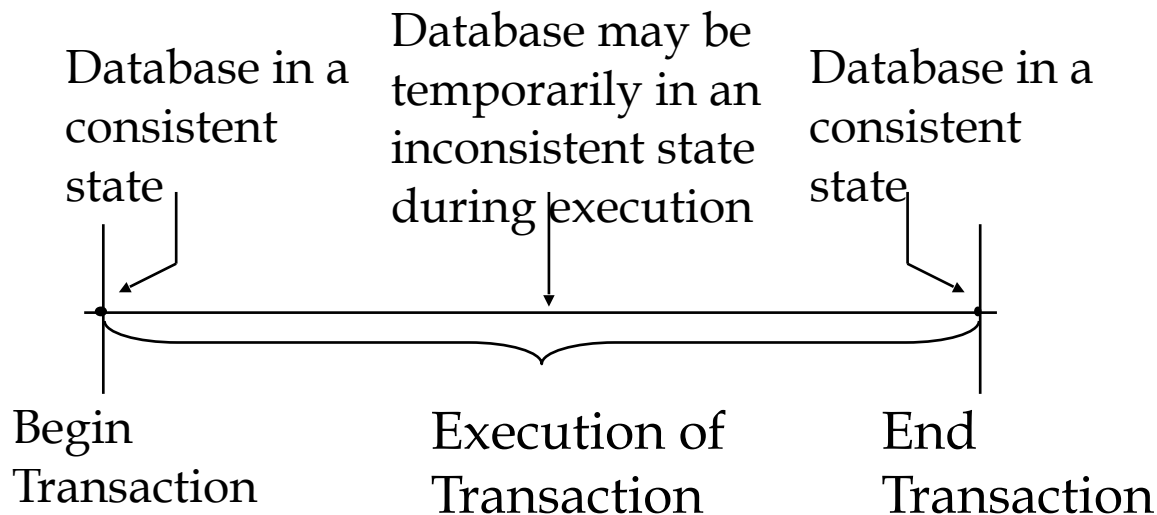 Database in a
consistent
state
Database may be
temporarily in an
inconsistent state
during execution
Database in a
consistent
state
Begin
Transaction
Execution of
Transaction
End
Transaction